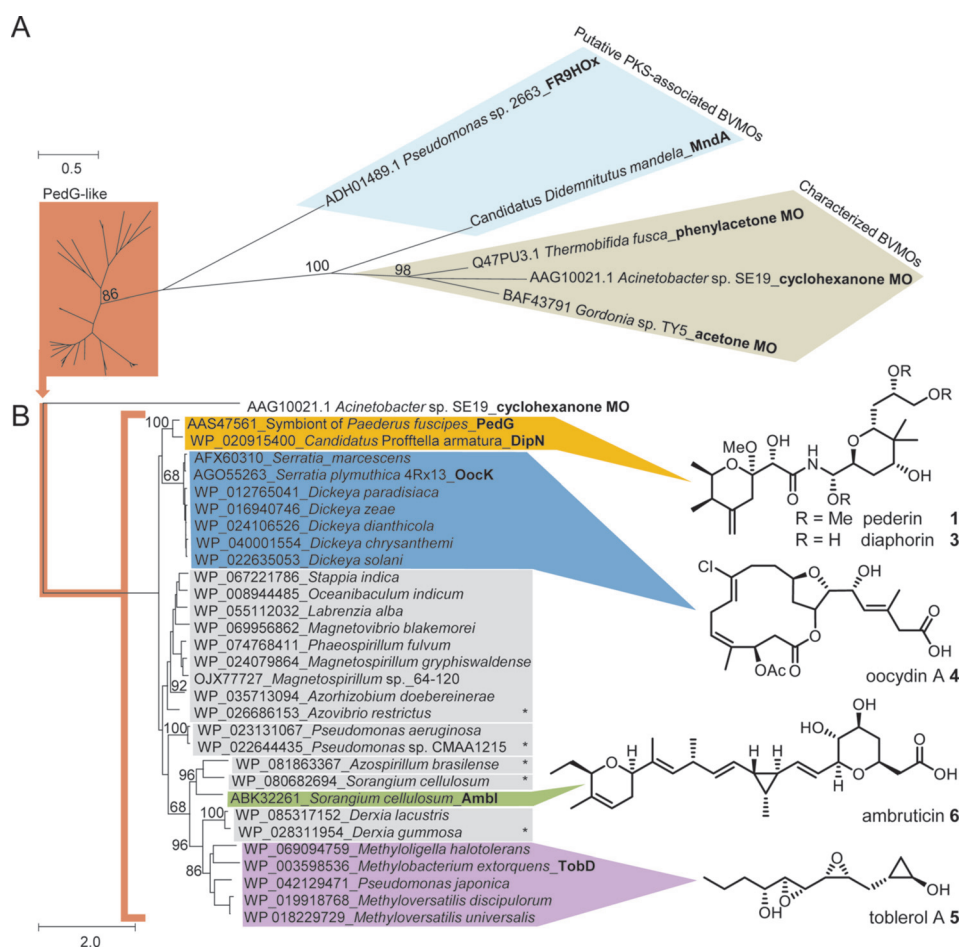 A
Putative PKS-associated BVMOs
ADH01489.1 Pseudomonas sp. 2663_FR9HOx
Candidatus Didemnitutus mandela_MndA
0.5
PedG-like
Characterized BVMOs
Q47PU3.1 Thermobifida fusca_phenylacetone MO
100
98
AAG10021.1 Acinetobacter sp. SE19_cyclohexanone MO
86
BAF43791 Gordonia sp. TY5_acetone MO
B
AAG10021.1 Acinetobacter sp. SE19_cyclohexanone MO
100
AAS47561_Symbiont of Paederus fuscipes_PedG
WP_020915400_Candidatus Profftella armatura_DipN
68
AFX60310_Serratia_marcescens
AGO55263_Serratia plymuthica 4Rx13_OocK
WP_012765041_Dickeya paradisiaca
WP_016940746_Dickeya zeae
WP_024106526_Dickeya dianthicola
WP_040001554_Dickeya chrysanthemi
WP_022635053_Dickeya solani
WP_067221786_Stappia indica
WP_008944485_Oceanibaculum indicum
WP_055112032_Labrenzia alba
WP_069956862_Magnetovibrio blakemorei
WP_074768411_Phaeospirillum fulvum
WP_024079864_Magnetospirillum gryphiswaldense
OJX77727_Magnetospirillum sp._64-120
92
WP_035713094_Azorhizobium doebereinerae
WP_026686153_Azovibrio restrictus *
100
WP_023131067_Pseudomonas aeruginosa
WP_022644435_Pseudomonas sp. CMAA1215 *
96
WP_081863367_Azospirillum brasilense *
WP_080682694_Sorangium cellulosum *
68
ABK32261_Sorangium cellulosum_AmbI
100
WP_085317152_Derxia lacustris
WP_028311954_Derxia gummosa *
96
WP_069094759_Methyloligella halotolerans
86
WP_003598536_Methylobacterium extorquens_TobD
WP_042129471_Pseudomonas japonica
WP_019918768_Methyloversatilis discipulorum
WP 018229729_Methyloversatilis universalis
2.0
OR
OR
OMe
OH
O
O
H
N
O
OR
OH
R = Me pederin 1
R = H diaphorin 3
Cl
O
OH
O
O
OAc
O
OH
oocydin A 4
OH
HO
H
O
H
H
H
O
O
OH
ambruticin 6
O
O
OH
OH
toblerol A 5